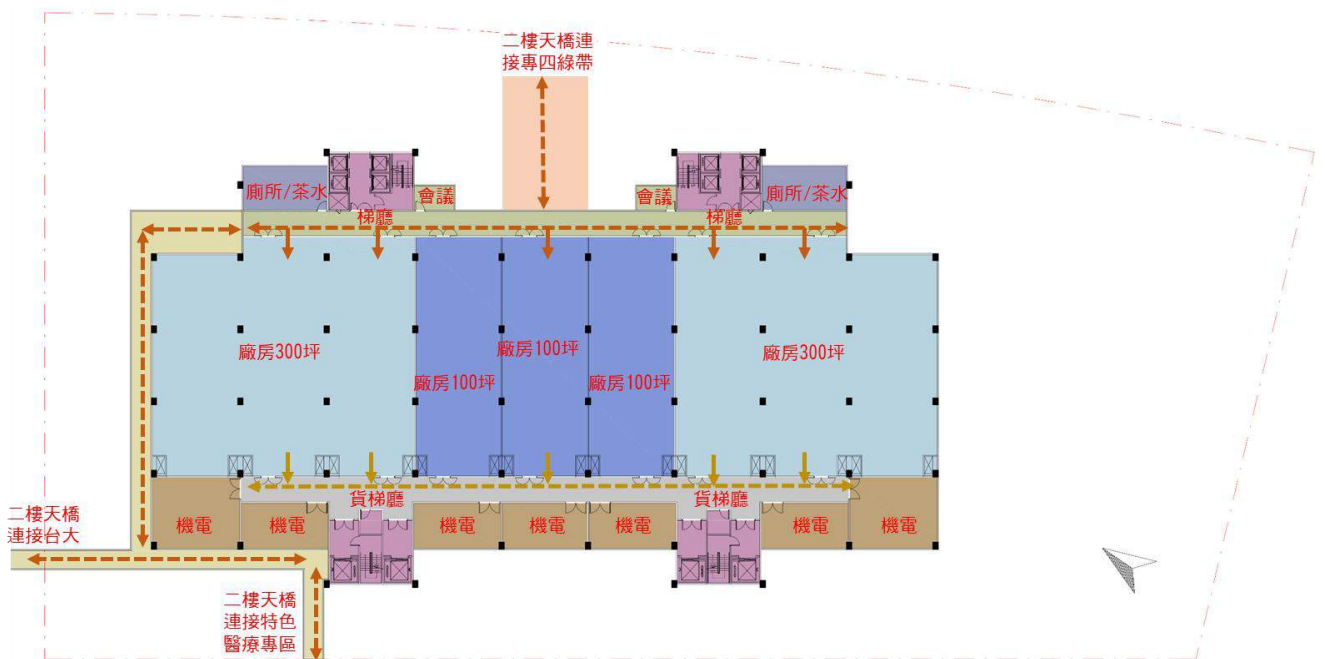 二樓天橋連
接專四綠帶
廁所/茶水
會議
會議
廁所/茶水
梯廳
梯廳
廠房300坪
廠房100坪
廠房100坪
廠房100坪
廠房300坪
貨梯廳
貨梯廳
機電
機電
機電
機電
機電
機電
機電
二樓天橋
連接台大
二樓天橋
連接特色
醫療專區